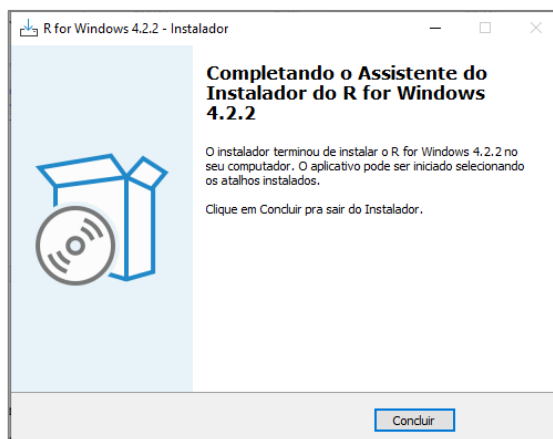 R for Windows 4.2.2 - Instalador
Completando o Assistente do
Instalador do R for Windows
4.2.2
O instalador terminou de instalar o R for Windows 4.2.2 no
seu computador. O aplicativo pode ser iniciado selecionando
os atalhos instalados.
Clique em Concluir pra sair do Instalador.
Concluir